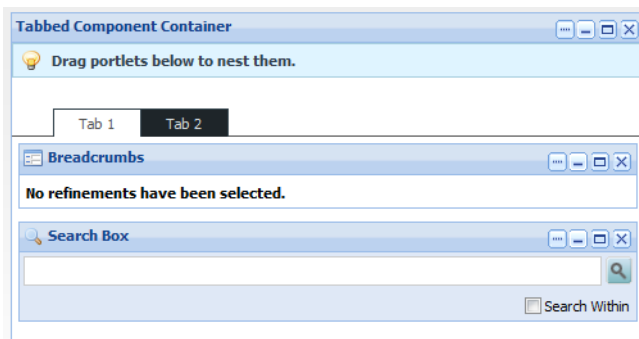 Tabbed Component Container
Drag portlets below to nest them.
Tab 1 Tab 2
Breadcrumbs
No refinements have been selected.
Search Box
Search Within